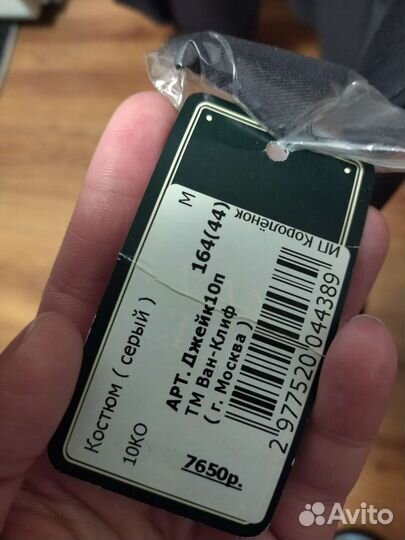 ИП Королёнок
М
Костюм ( серый )
10КО
АРТ. Джейк10п 164(44)
ТМ Ван-Клиф
( г. Москва )
7650р.
2 977520 044389
Avito